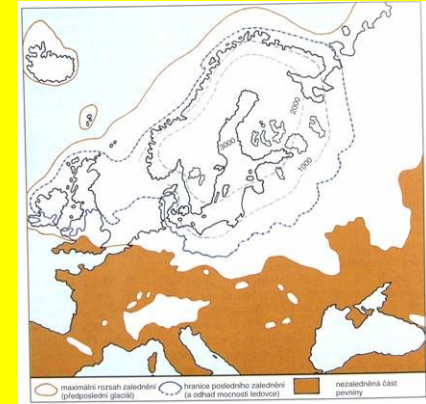 3000
2000
1000
maximální rozsah zalednění
(předposlední glaciál)
hranice posledního zalednění
(a odhad mocnosti ledovce)
nezaledněná část
pevniny